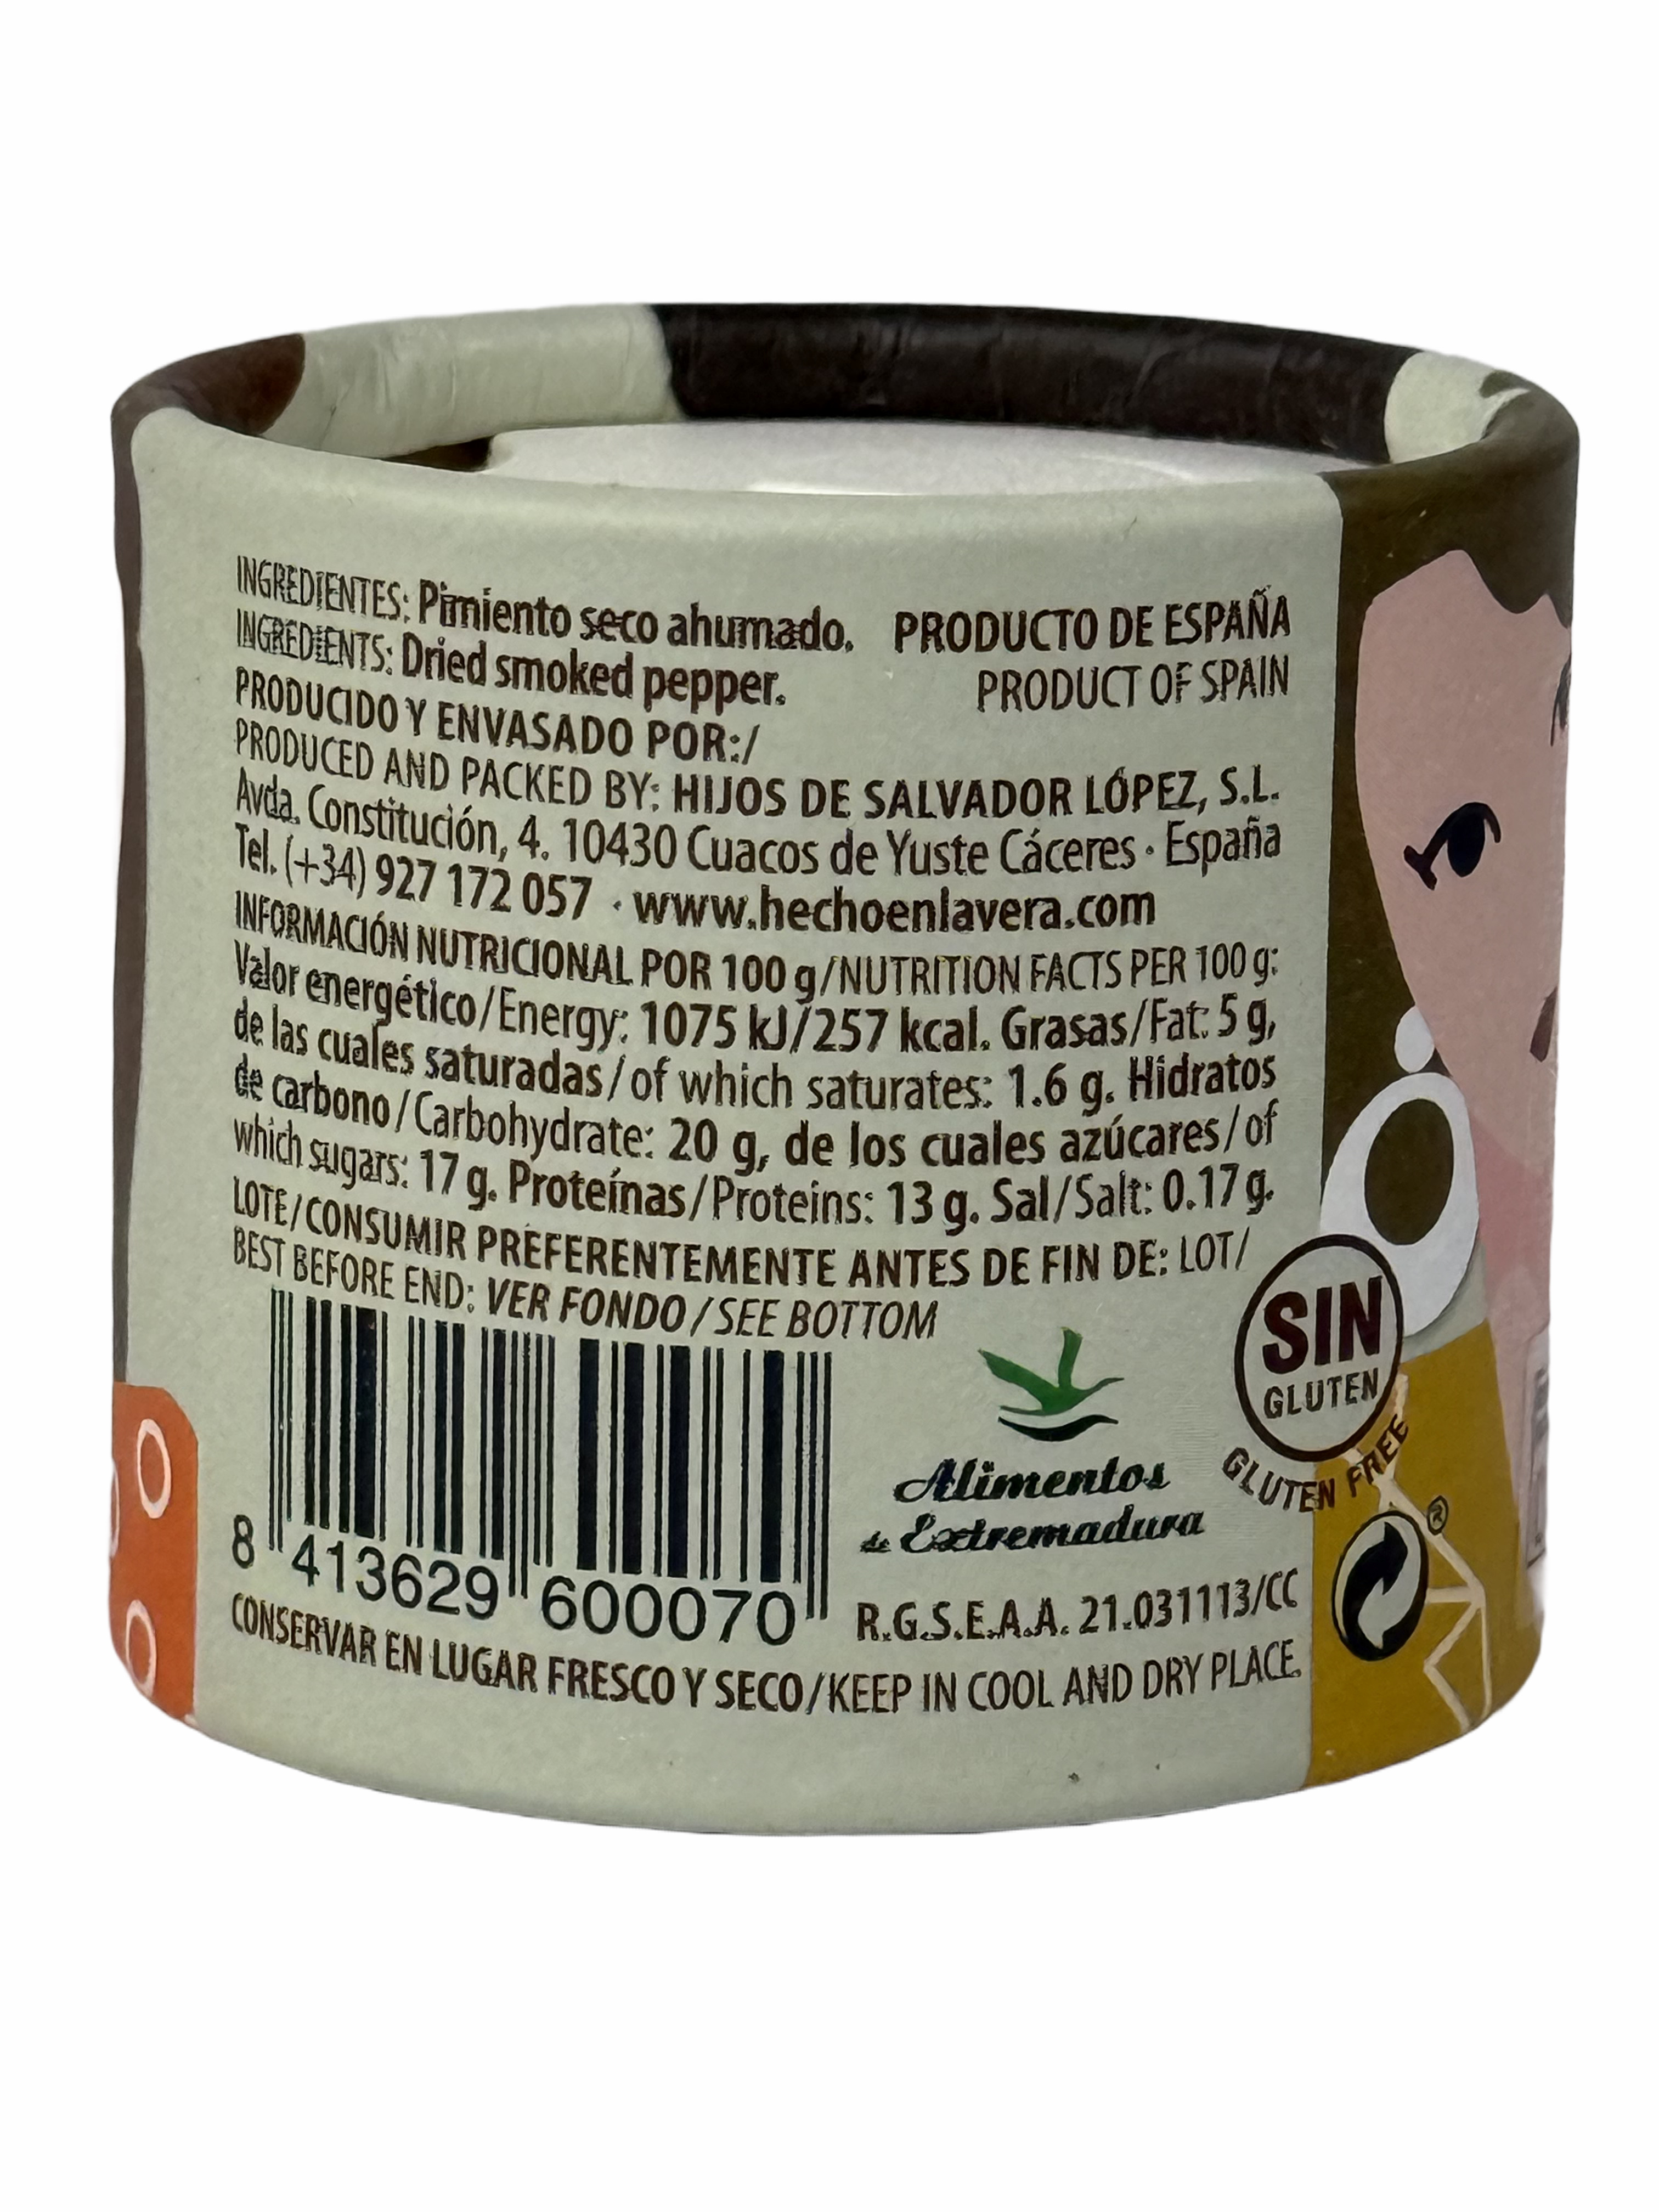 INGREDIENTES: Pimiento seco ahumado. PRODUCTO DE ESPAÑA
INGREDIENTS: Dried smoked pepper. PRODUCT OF SPAIN
PRODUCIDO Y ENVASADO POR:/
PRODUCED AND PACKED BY: HIJOS DE SALVADOR LÓPEZ, S.L.
Avda. Constitución, 4. 10430 Cuacos de Yuste Cáceres · España
Tel. (+34) 927 172 057 · www.hechoenlavera.com
INFORMACIÓN NUTRICIONAL POR 100 g/NUTRITION FACTS PER 100 g:
Valor energético/Energy: 1075 kJ/257 kcal. Grasas/Fat: 5 g,
de las cuales saturadas/of which saturates: 1.6 g. Hidratos
de carbono/Carbohydrate: 20 g, de los cuales azúcares/of
which sugars: 17 g. Proteínas/Proteins: 13 g. Sal/Salt: 0.17 g.
LOTE/CONSUMIR PREFERENTEMENTE ANTES DE FIN DE: LOT/
BEST BEFORE END: VER FONDO/SEE BOTTOM
SIN
GLUTEN
GLUTEN FREE
Alimentos
de Extremadura
®
8 413629 600070
R.G.S.E.A.A. 21.031113/CC
CONSERVAR EN LUGAR FRESCO Y SECO/KEEP IN COOL AND DRY PLACE.